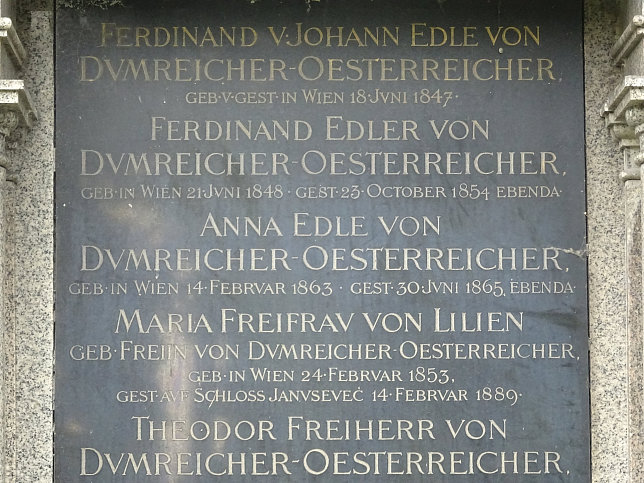 FERDINAND V·JOHANN EDLE VON
DVMREICHER-OESTERREICHER,
GEB·V·GEST·IN WIEN 18·JVNI 1847·
FERDINAND EDLER VON
DVMREICHER-OESTERREICHER,
GEB·IN WIEN 21·JVNI 1848 · GEST·23·OCTOBER 1854 EBENDA·
ANNA EDLE VON
DVMREICHER-OESTERREICHER,
GEB·IN WIEN 14·FEBRVAR 1863 · GEST·30·JVNI 1865, EBENDA·
MARIA FREIFRAV VON LILIEN
GEB·FREIIN VON DVMREICHER-OESTERREICHER,
GEB·IN WIEN 24·FEBRVAR 1853,
GEST·AVF SCHLOSS JANVSEVEĆ 14·FEBRVAR 1889·
THEODOR FREIHERR VON
DVMREICHER-OESTERREICHER,